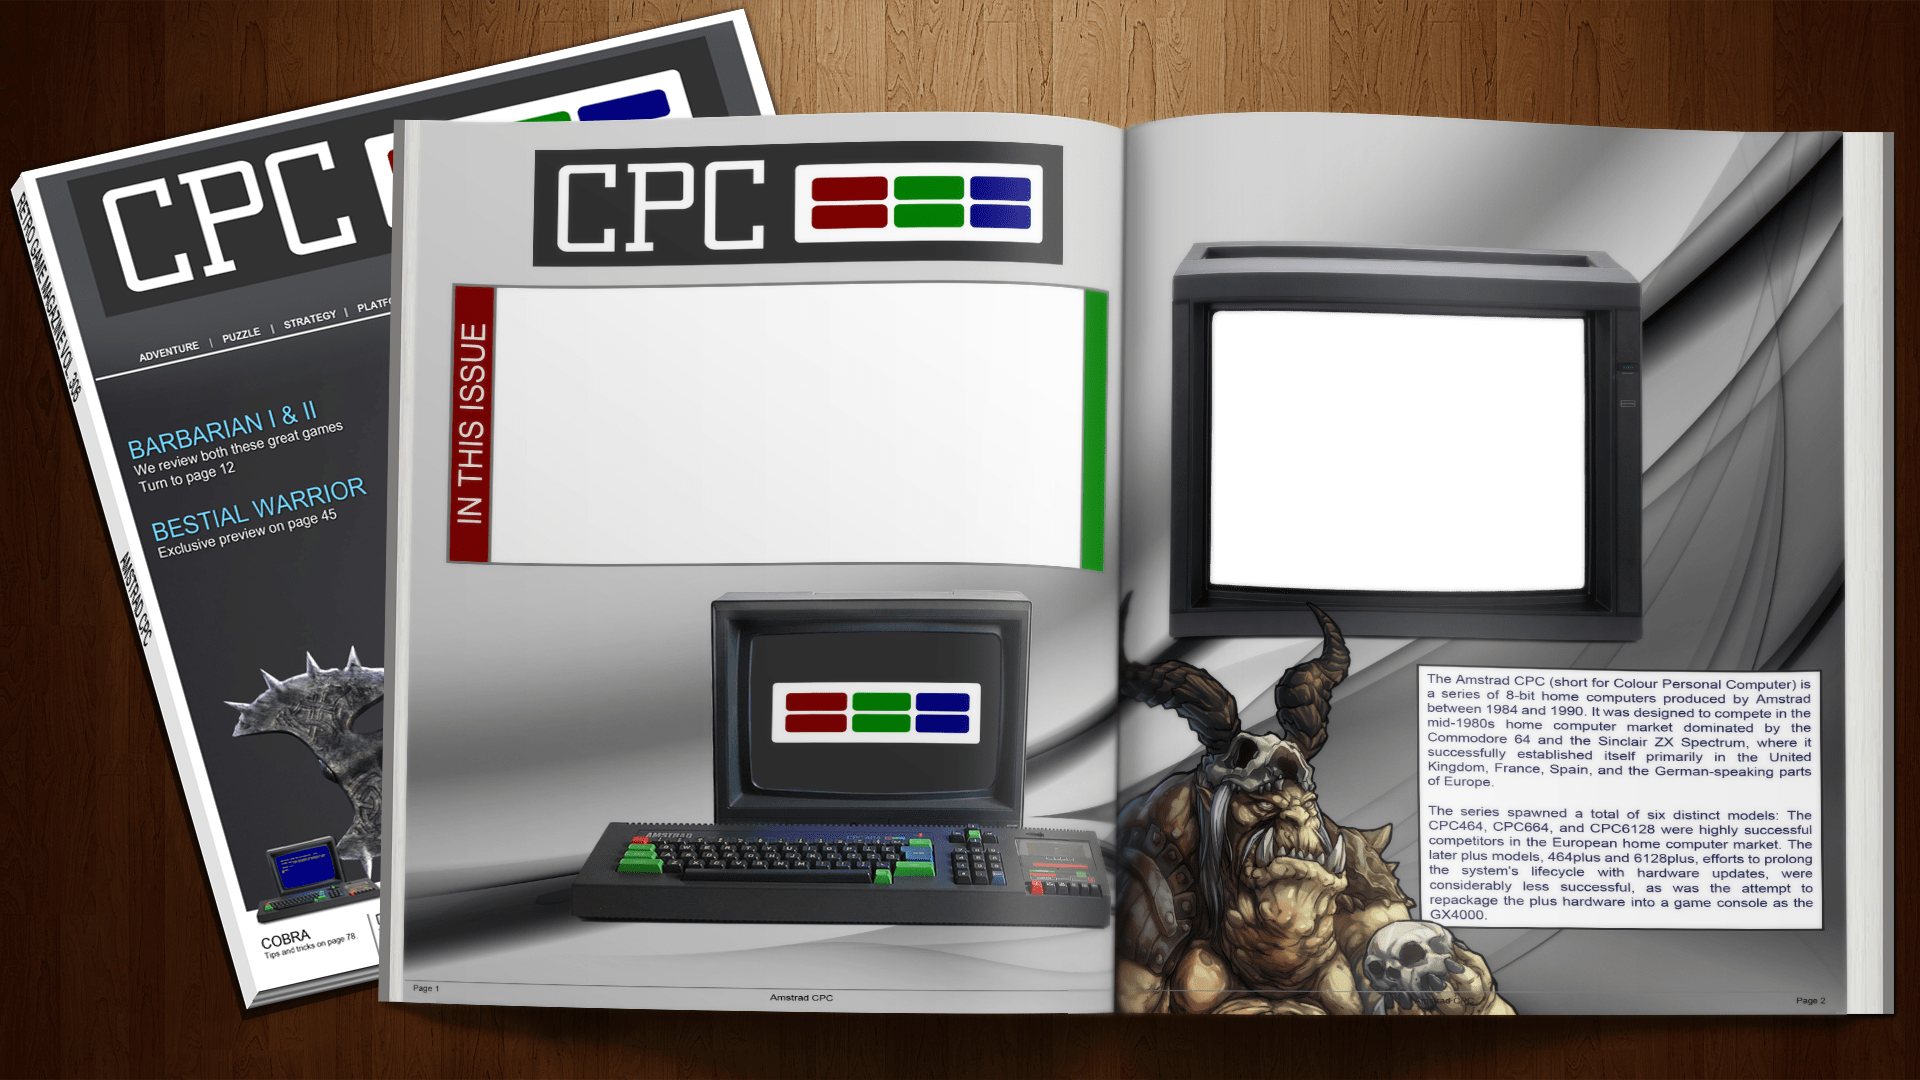 CPC
RETRO GAME MAGAZINE VOL. 308
AMSTRAD CPC
ADVENTURE | PUZZLE | STRATEGY |
BARBARIAN I & II
We review both these great games
Turn to page 12
BESTIAL WARRIOR
Exclusive preview on page 45
COBRA
Tips and tricks on page 78.
CPC
IN THIS ISSUE
AMSTRAD
Page 1
Amstrad CPC
The Amstrad CPC (short for Colour Personal Computer) is
a series of 8-bit home computers produced by Amstrad
between 1984 and 1990. It was designed to compete in the
mid-1980s home computer market dominated by the
Commodore 64 and the Sinclair ZX Spectrum, where it
successfully established itself primarily in the United
Kingdom, France, Spain, and the German-speaking parts
of Europe.
The series spawned a total of six distinct models: The
CPC464, CPC664, and CPC6128 were highly successful
competitors in the European home computer market. The
later plus models, 464plus and 6128plus, efforts to prolong
the system's lifecycle with hardware updates, were
considerably less successful, as was the attempt to
repackage the plus hardware into a game console as the
GX4000.
Amstrad CPC
Page 2